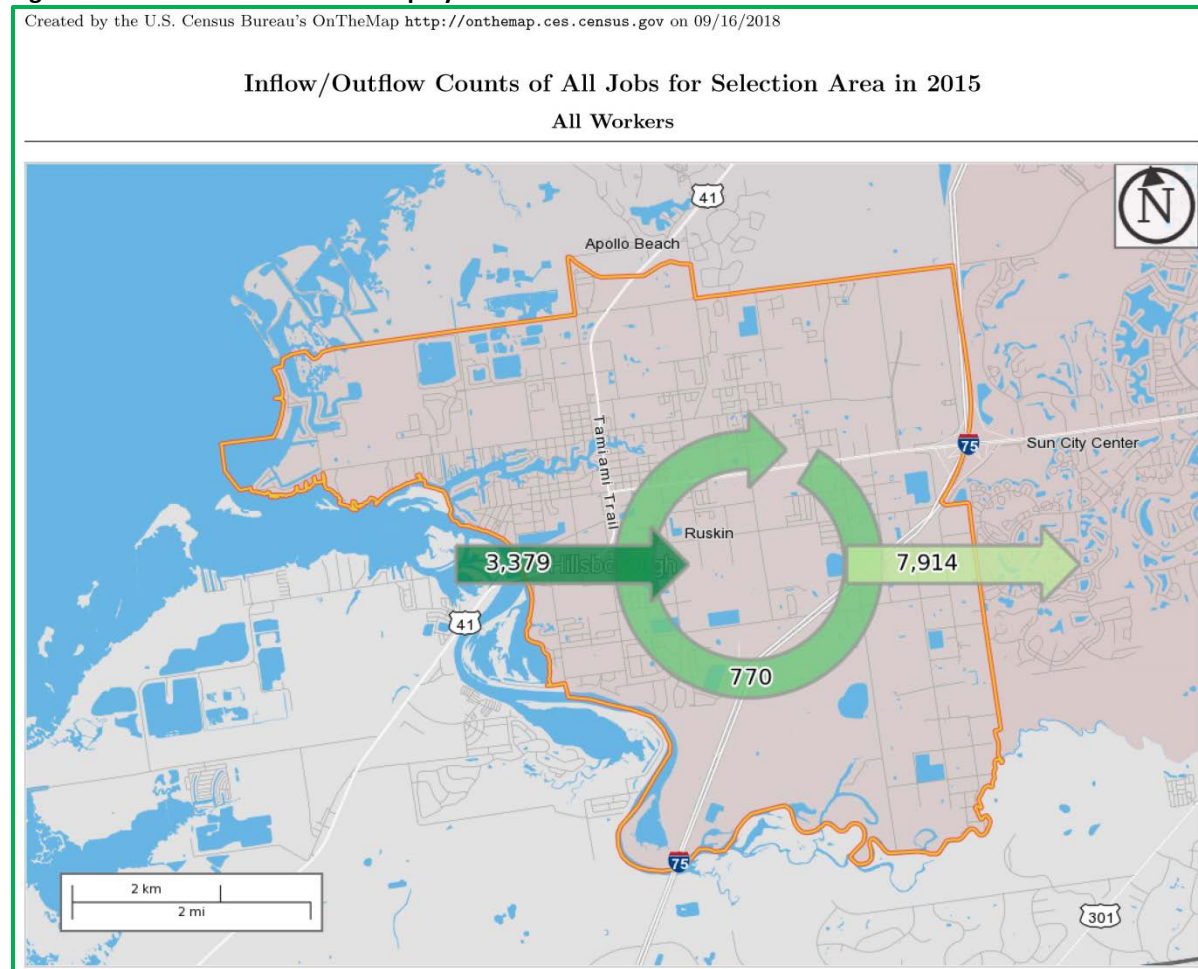 Created by the U.S. Census Bureau's OnTheMap http://onthemap.ces.census.gov on 09/16/2018
Inflow/Outflow Counts of All Jobs for Selection Area in 2015
All Workers
N
41
Apollo Beach
Tamiami Trail
75
Sun City Center
Ruskin
3,379
Hillsborough
7,914
41
770
75
2 km
2 mi
301